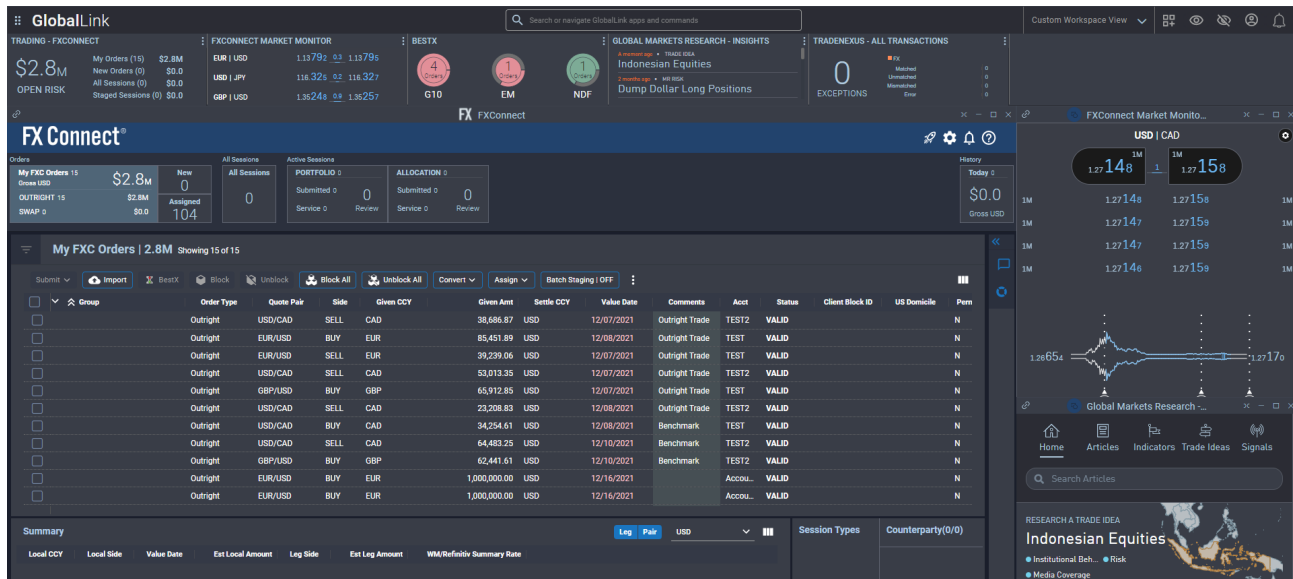 GlobalLink
Search or navigate GlobalLink apps and commands
Custom Workspace View
TRADING - FXCONNECT
$2.8M
OPEN RISK
My Orders (15) $2.8M
New Orders (0) $0.0
All Sessions (0) $0.0
Staged Sessions (0) $0.0
FXCONNECT MARKET MONITOR
EUR | USD 1.13792 0.3 1.13795
USD | JPY 116.325 0.2 116.327
GBP | USD 1.35248 0.9 1.35257
BESTX
4 Orders G10
1 Orders EM
1 Orders NDF
GLOBAL MARKETS RESEARCH - INSIGHTS
A moment ago • TRADE IDEA
Indonesian Equities
2 months ago • MR RISK
Dump Dollar Long Positions
TRADENEXUS - ALL TRANSACTIONS
0
EXCEPTIONS
FX
Matched 0
Unmatched 0
Mismatched 0
Error 0
FX FXConnect
FX Connect®
Orders
My FXC Orders 15 $2.8M
Gross USD
OUTRIGHT 15 $2.8M
SWAP 0 $0.0
New
0
Assigned
104
All Sessions
All Sessions
0
Active Sessions
PORTFOLIO 0
Submitted 0
Service 0
0
Review
ALLOCATION 0
Submitted 0
Service 0
0
Review
History
Today 0
$0.0
Gross USD
My FXC Orders | 2.8M Showing 15 of 15
Submit Import BestX Block Unblock Block All Unblock All Convert Assign Batch Staging | OFF
Group Order Type Quote Pair Side Given CCY Given Amt Settle CCY Value Date Comments Acct Status Client Block ID US Domicile Perm
Outright USD/CAD SELL CAD 38,686.87 USD 12/07/2021 Outright Trade TEST2 VALID N
Outright EUR/USD BUY EUR 85,451.89 USD 12/08/2021 Outright Trade TEST VALID N
Outright EUR/USD SELL EUR 39,239.06 USD 12/07/2021 Outright Trade TEST VALID N
Outright USD/CAD SELL CAD 53,013.35 USD 12/07/2021 Outright Trade TEST2 VALID N
Outright GBP/USD BUY GBP 65,912.85 USD 12/07/2021 Outright Trade TEST VALID N
Outright USD/CAD SELL CAD 23,208.83 USD 12/08/2021 Outright Trade TEST2 VALID N
Outright USD/CAD BUY CAD 34,254.61 USD 12/08/2021 Benchmark TEST VALID N
Outright USD/CAD SELL CAD 64,483.25 USD 12/10/2021 Benchmark TEST2 VALID N
Outright GBP/USD BUY GBP 62,441.61 USD 12/10/2021 Benchmark TEST2 VALID N
Outright EUR/USD BUY EUR 1,000,000.00 USD 12/16/2021 Accou... VALID N
Outright EUR/USD BUY EUR 1,000,000.00 USD 12/16/2021 Accou... VALID N
Summary
Leg Pair USD
Local CCY Local Side Value Date Est Local Amount Leg Side Est Leg Amount WM/Refinitiv Summary Rate
Session Types
Counterparty(0/0)
FXConnect Market Monito...
USD | CAD
1M 1M
1.27148 1 1.27158
1M 1.27148 1.27158 1M
1M 1.27147 1.27159 1M
1M 1.27147 1.27159 1M
1M 1.27146 1.27159 1M
1.26654 1.27170
Global Markets Research -...
Home Articles Indicators Trade Ideas Signals
Search Articles
RESEARCH A TRADE IDEA
Indonesian Equities
Institutional Beh... Risk
Media Coverage